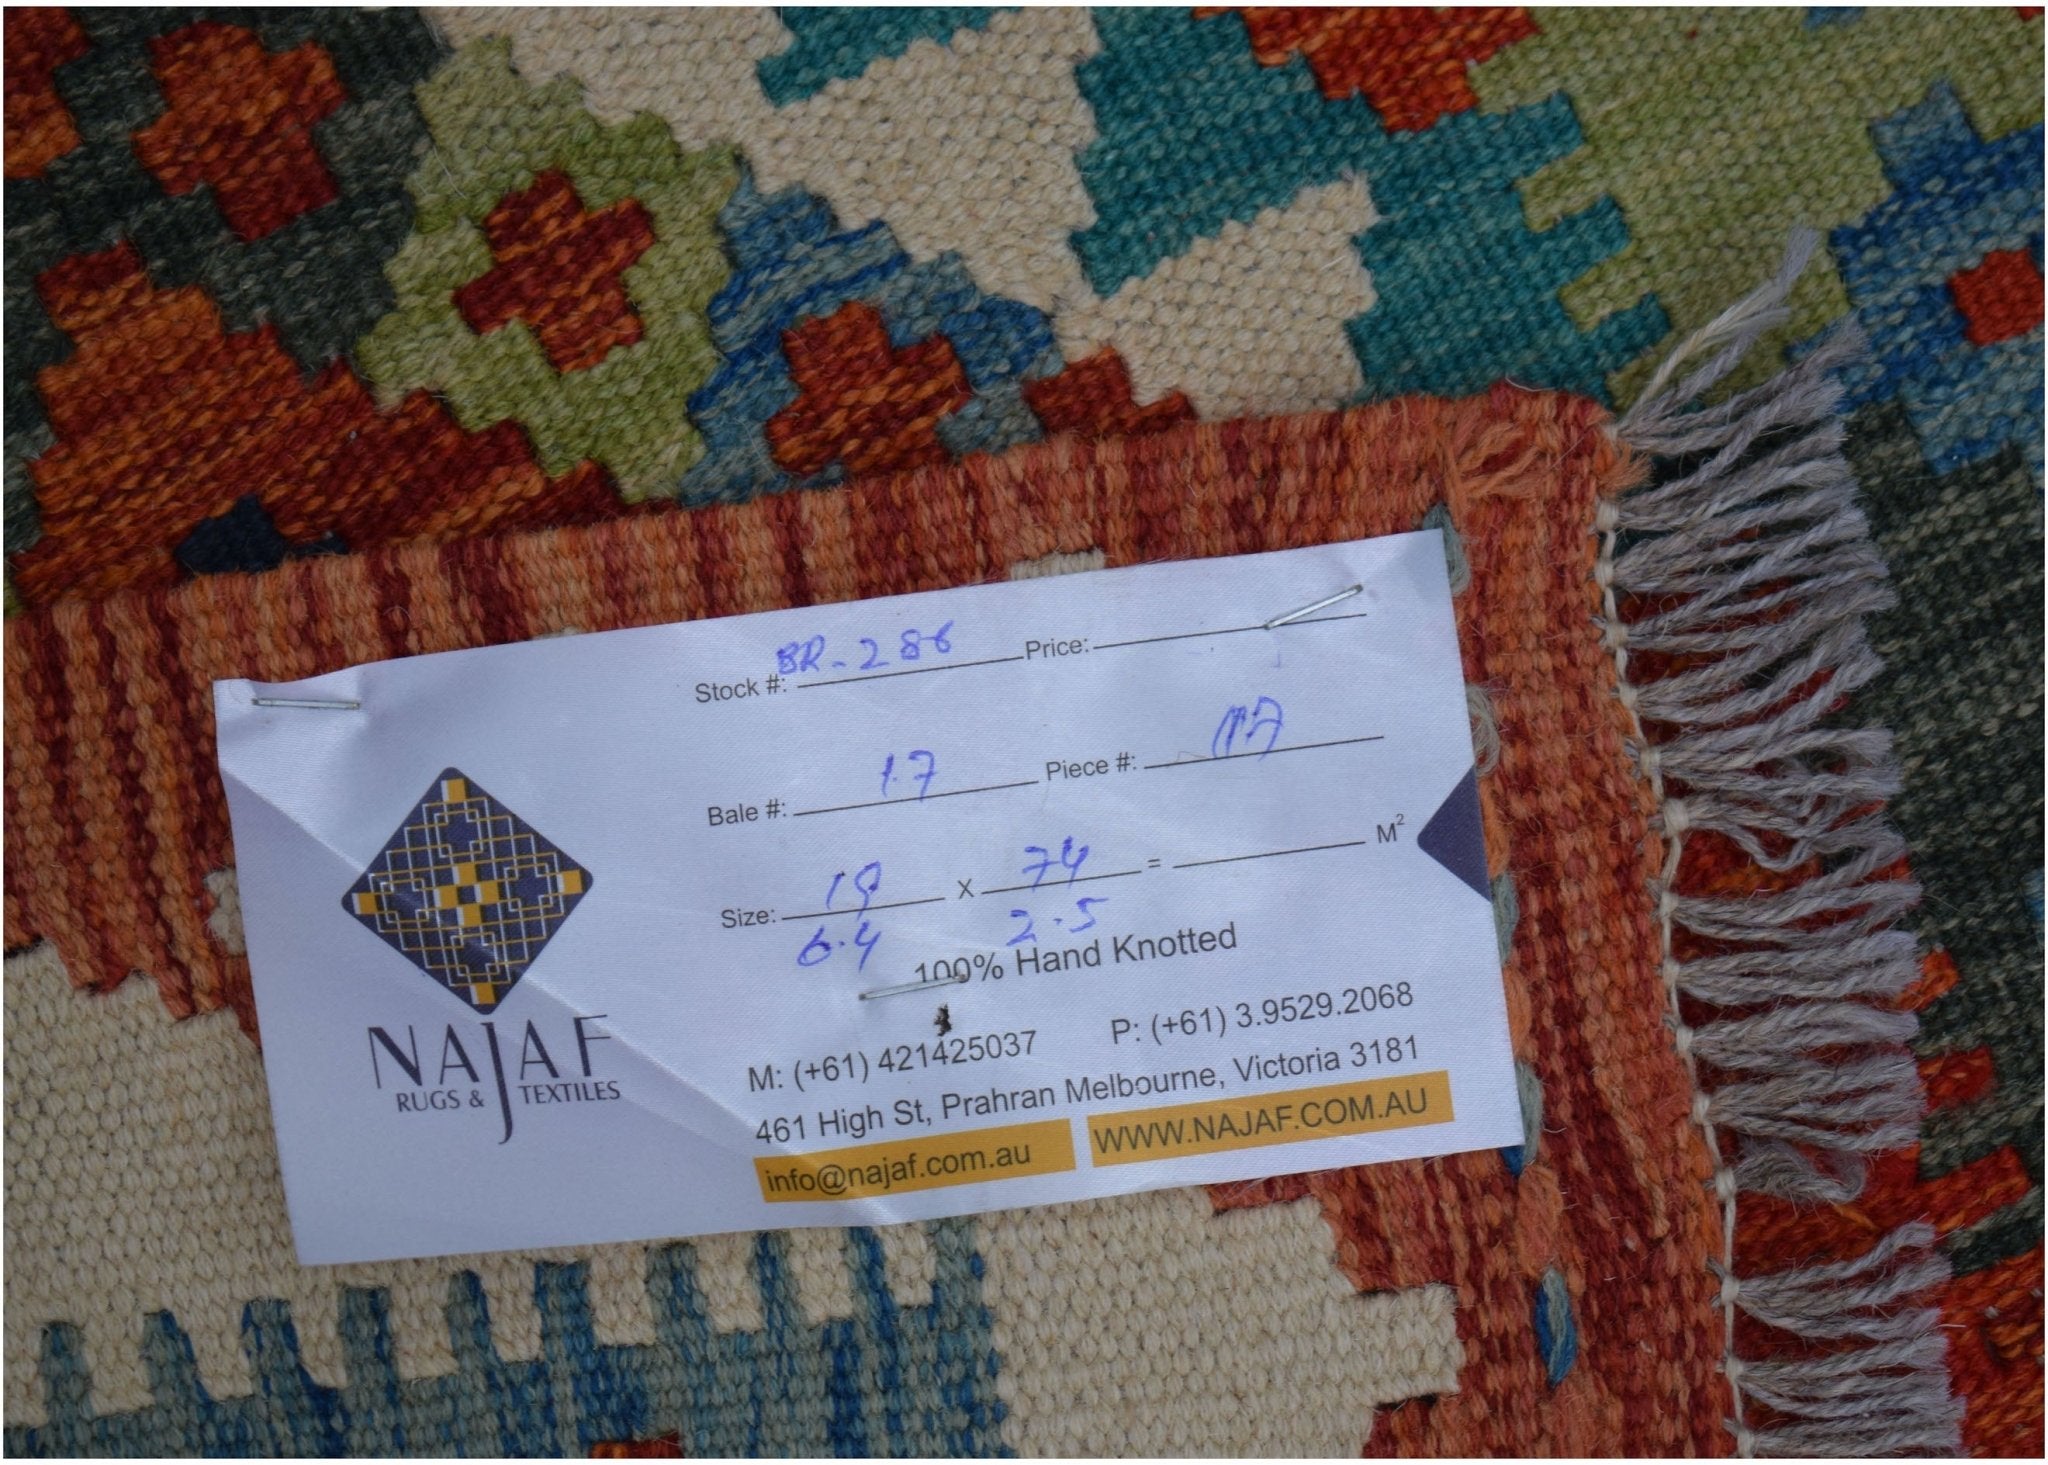 Stock #: BR-286 Price:
Bale #: 17 Piece #:
Size: 19 x 74 = M²
6.4 2.5
100% Hand Knotted
M: (+61) 421425037 P: (+61) 3.9529.2068
461 High St, Prahran Melbourne, Victoria 3181
info@najaf.com.au WWW.NAJAF.COM.AU
NAJAF
RUGS & TEXTILES